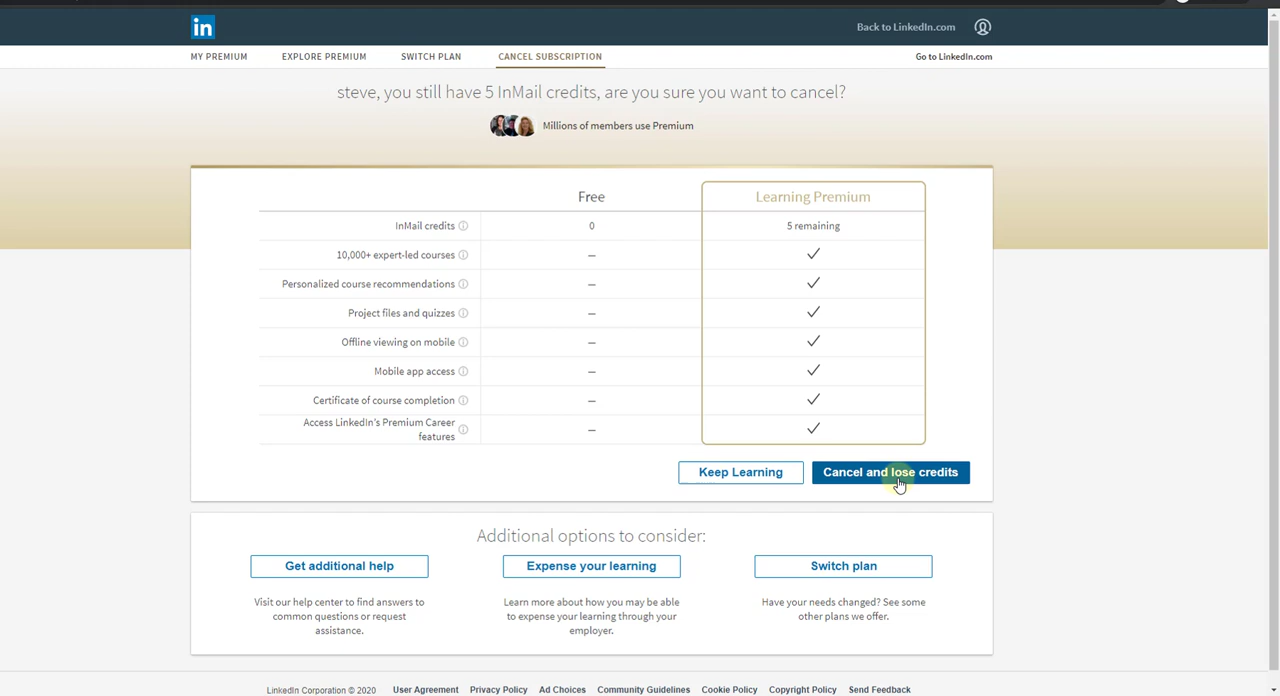 in
Back to LinkedIn.com
MY PREMIUM EXPLORE PREMIUM SWITCH PLAN CANCEL SUBSCRIPTION Go to LinkedIn.com
steve, you still have 5 InMail credits, are you sure you want to cancel?
Millions of members use Premium
Free Learning Premium
InMail credits 0 5 remaining
10,000+ expert-led courses – ✓
Personalized course recommendations – ✓
Project files and quizzes – ✓
Offline viewing on mobile – ✓
Mobile app access – ✓
Certificate of course completion – ✓
Access LinkedIn's Premium Career
features – ✓
Keep Learning Cancel and lose credits
Additional options to consider:
Get additional help Expense your learning Switch plan
Visit our help center to find answers to
common questions or request
assistance.
Learn more about how you may be able
to expense your learning through your
employer.
Have your needs changed? See some
other plans we offer.
LinkedIn Corporation © 2020 User Agreement Privacy Policy Ad Choices Community Guidelines Cookie Policy Copyright Policy Send Feedback